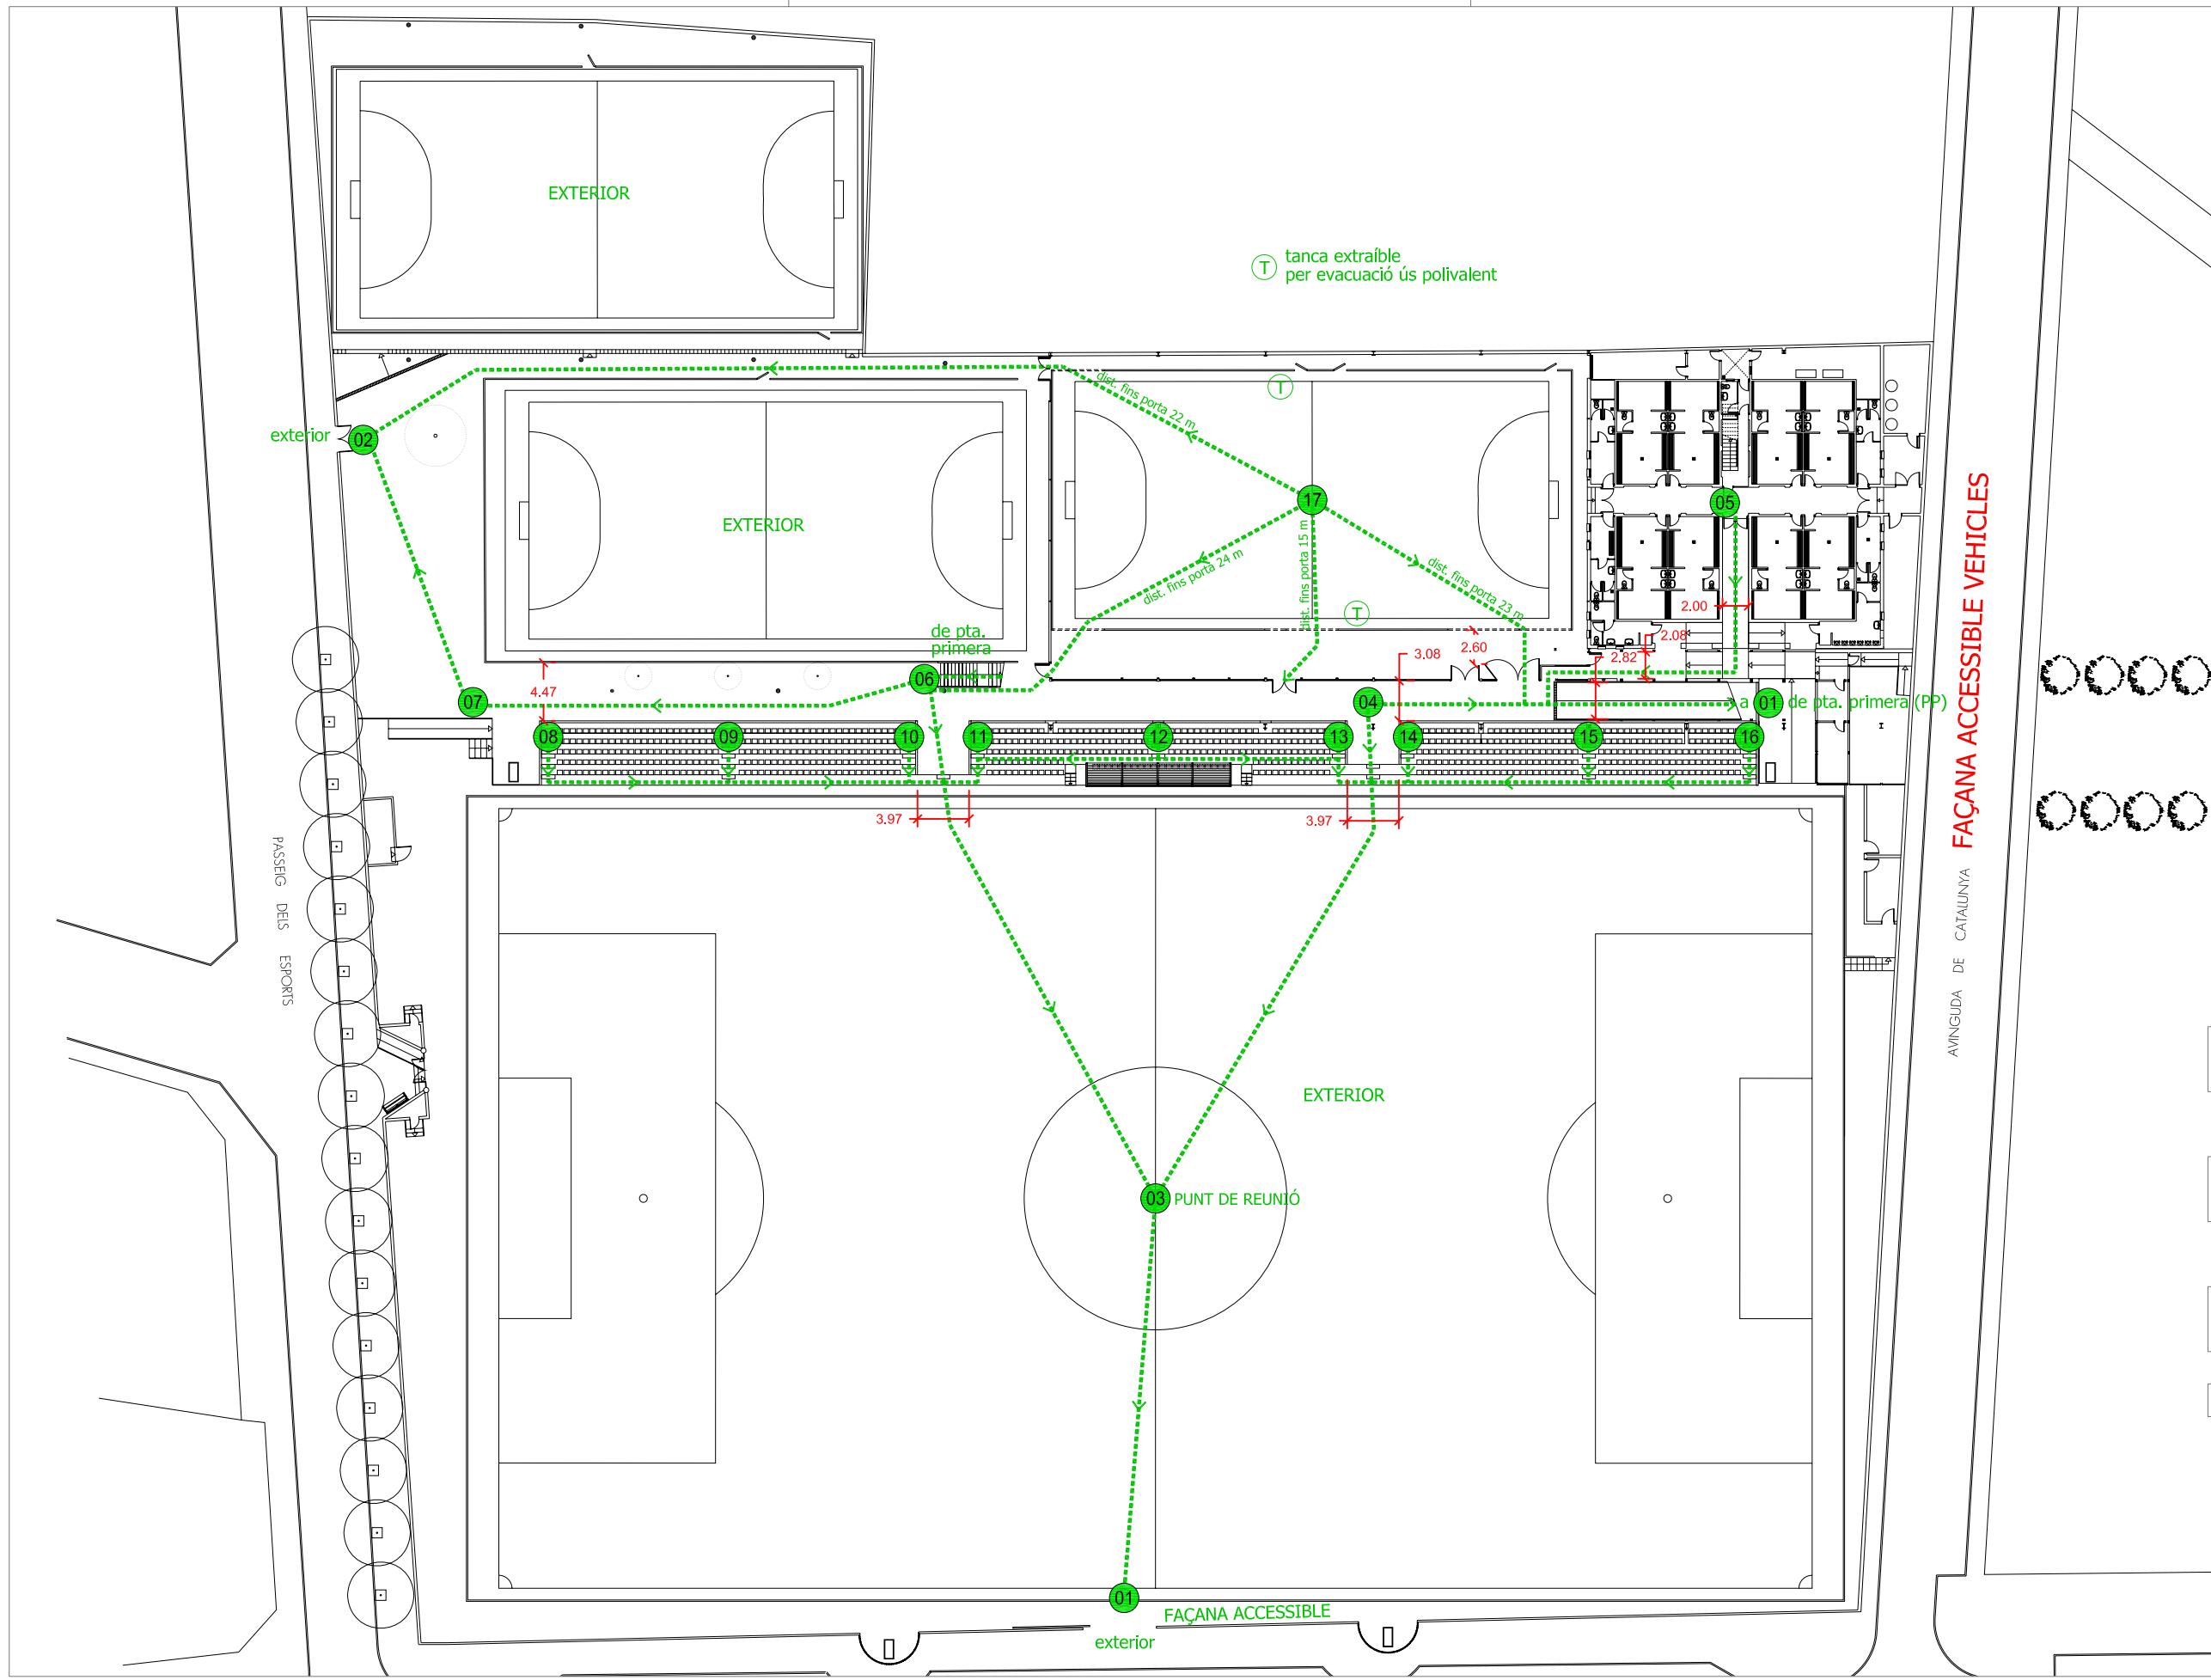 EXTERIOR
T
tanca extraíble
per evacuació ús polivalent
dist. fins porta 22 m
T
exterior
02
17
05
EXTERIOR
dist. fins porta 24 m
dist. fins porta 15 m
dist. fins porta 23 m
T
2.00
2.08
de pta.
primera
3.08
2.60
2.82
06
4.47
07
04
a
01
de pta. primera (PP)
08
09
10
11
12
13
14
15
16
3.97
3.97
FAÇANA ACCESSIBLE VEHICLES
AVINGUDA DE CATALUNYA
PASSEIG DELS ESPORTS
EXTERIOR
03
PUNT DE REUNIÓ
01
FAÇANA ACCESSIBLE
exterior